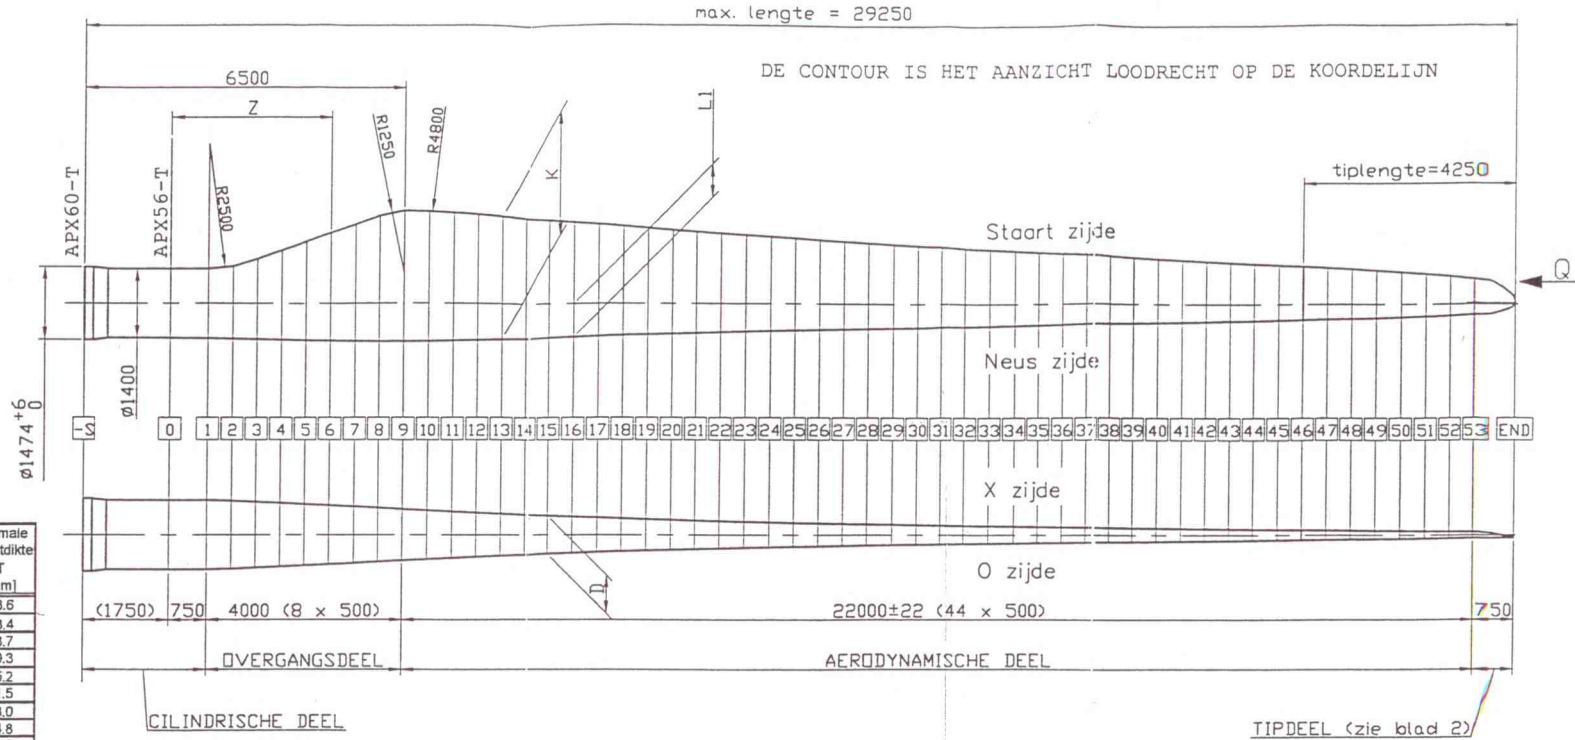 max. lengte = 29250
DE CONTOUR IS HET AANZICHT LOODRECHT OP DE KOORDELIJN
6500
Z
APX60-T
APX56-T
R2500
R1250
R4800
K
L1
tiplengte=4250
Staart zijde
Q
Neus zijde
ø1474 +6 0
ø1400
-S 0 1 2 3 4 5 6 7 8 9 10 11 12 13 14 15 16 17 18 19 20 21 22 23 24 25 26 27 28 29 30 31 32 33 34 35 36 37 38 39 40 41 42 43 44 45 46 47 48 49 50 51 52 53 END
X zijde
O zijde
D
(1750) 750 4000 (8 x 500) 22000±22 (44 x 500) 750
OVERGANGSDEEL
AERODYNAMISCHE DEEL
CILINDRISCHE DEEL
TIPDEEL (zie blad 2)